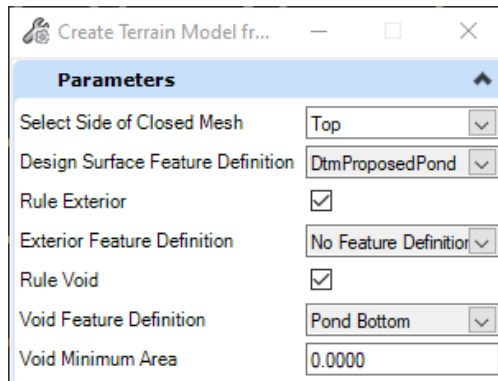 Create Terrain Model fr...
Parameters
Select Side of Closed Mesh Top
Design Surface Feature Definition DtmProposedPond
Rule Exterior
Exterior Feature Definition No Feature Definition
Rule Void
Void Feature Definition Pond Bottom
Void Minimum Area 0.0000